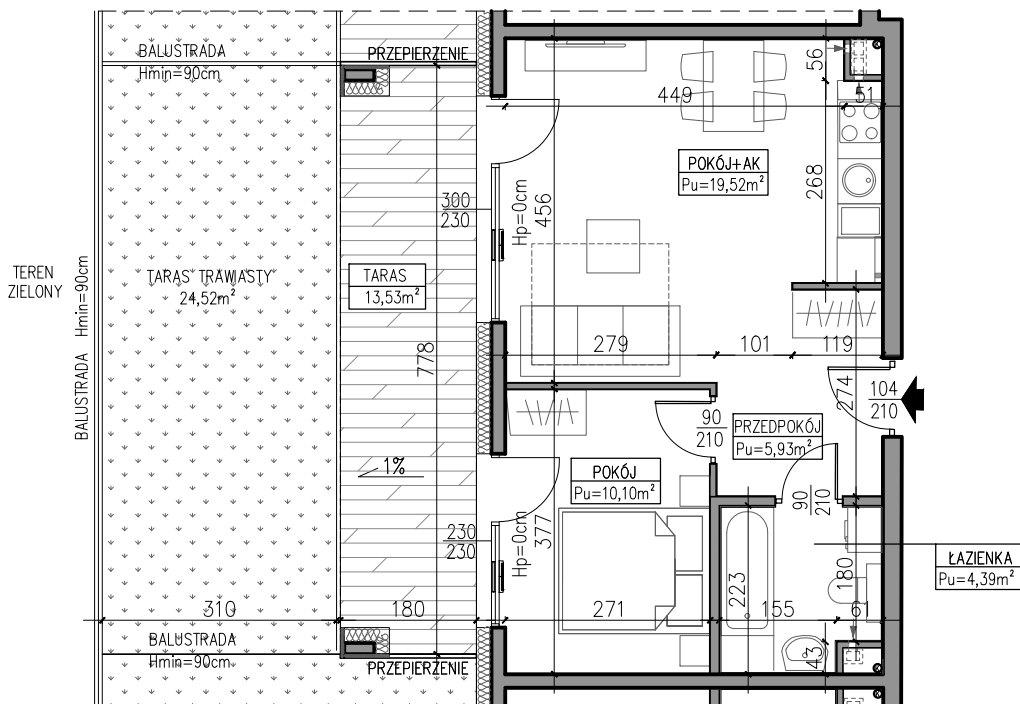 BALUSTRADA
Hmin=90cm
PRZEPIERZENIE
56
449
51
POKÓJ+AK
Pu=19,52m²
268
300
230
Hp=0cm
456
TEREN
ZIELONY
BALUSTRADA Hmin=90cm
TARAS TRAWIASTY
24,52m²
TARAS
13,53m²
778
279
101
119
274
104
210
90
210
PRZEDPOKÓJ
Pu=5,93m²
1%
POKÓJ
Pu=10,10m²
90
210
230
230
Hp=0cm
377
223
180
ŁAZIENKA
Pu=4,39m²
310
180
271
155
61
43
BALUSTRADA
Hmin=90cm
PRZEPIERZENIE